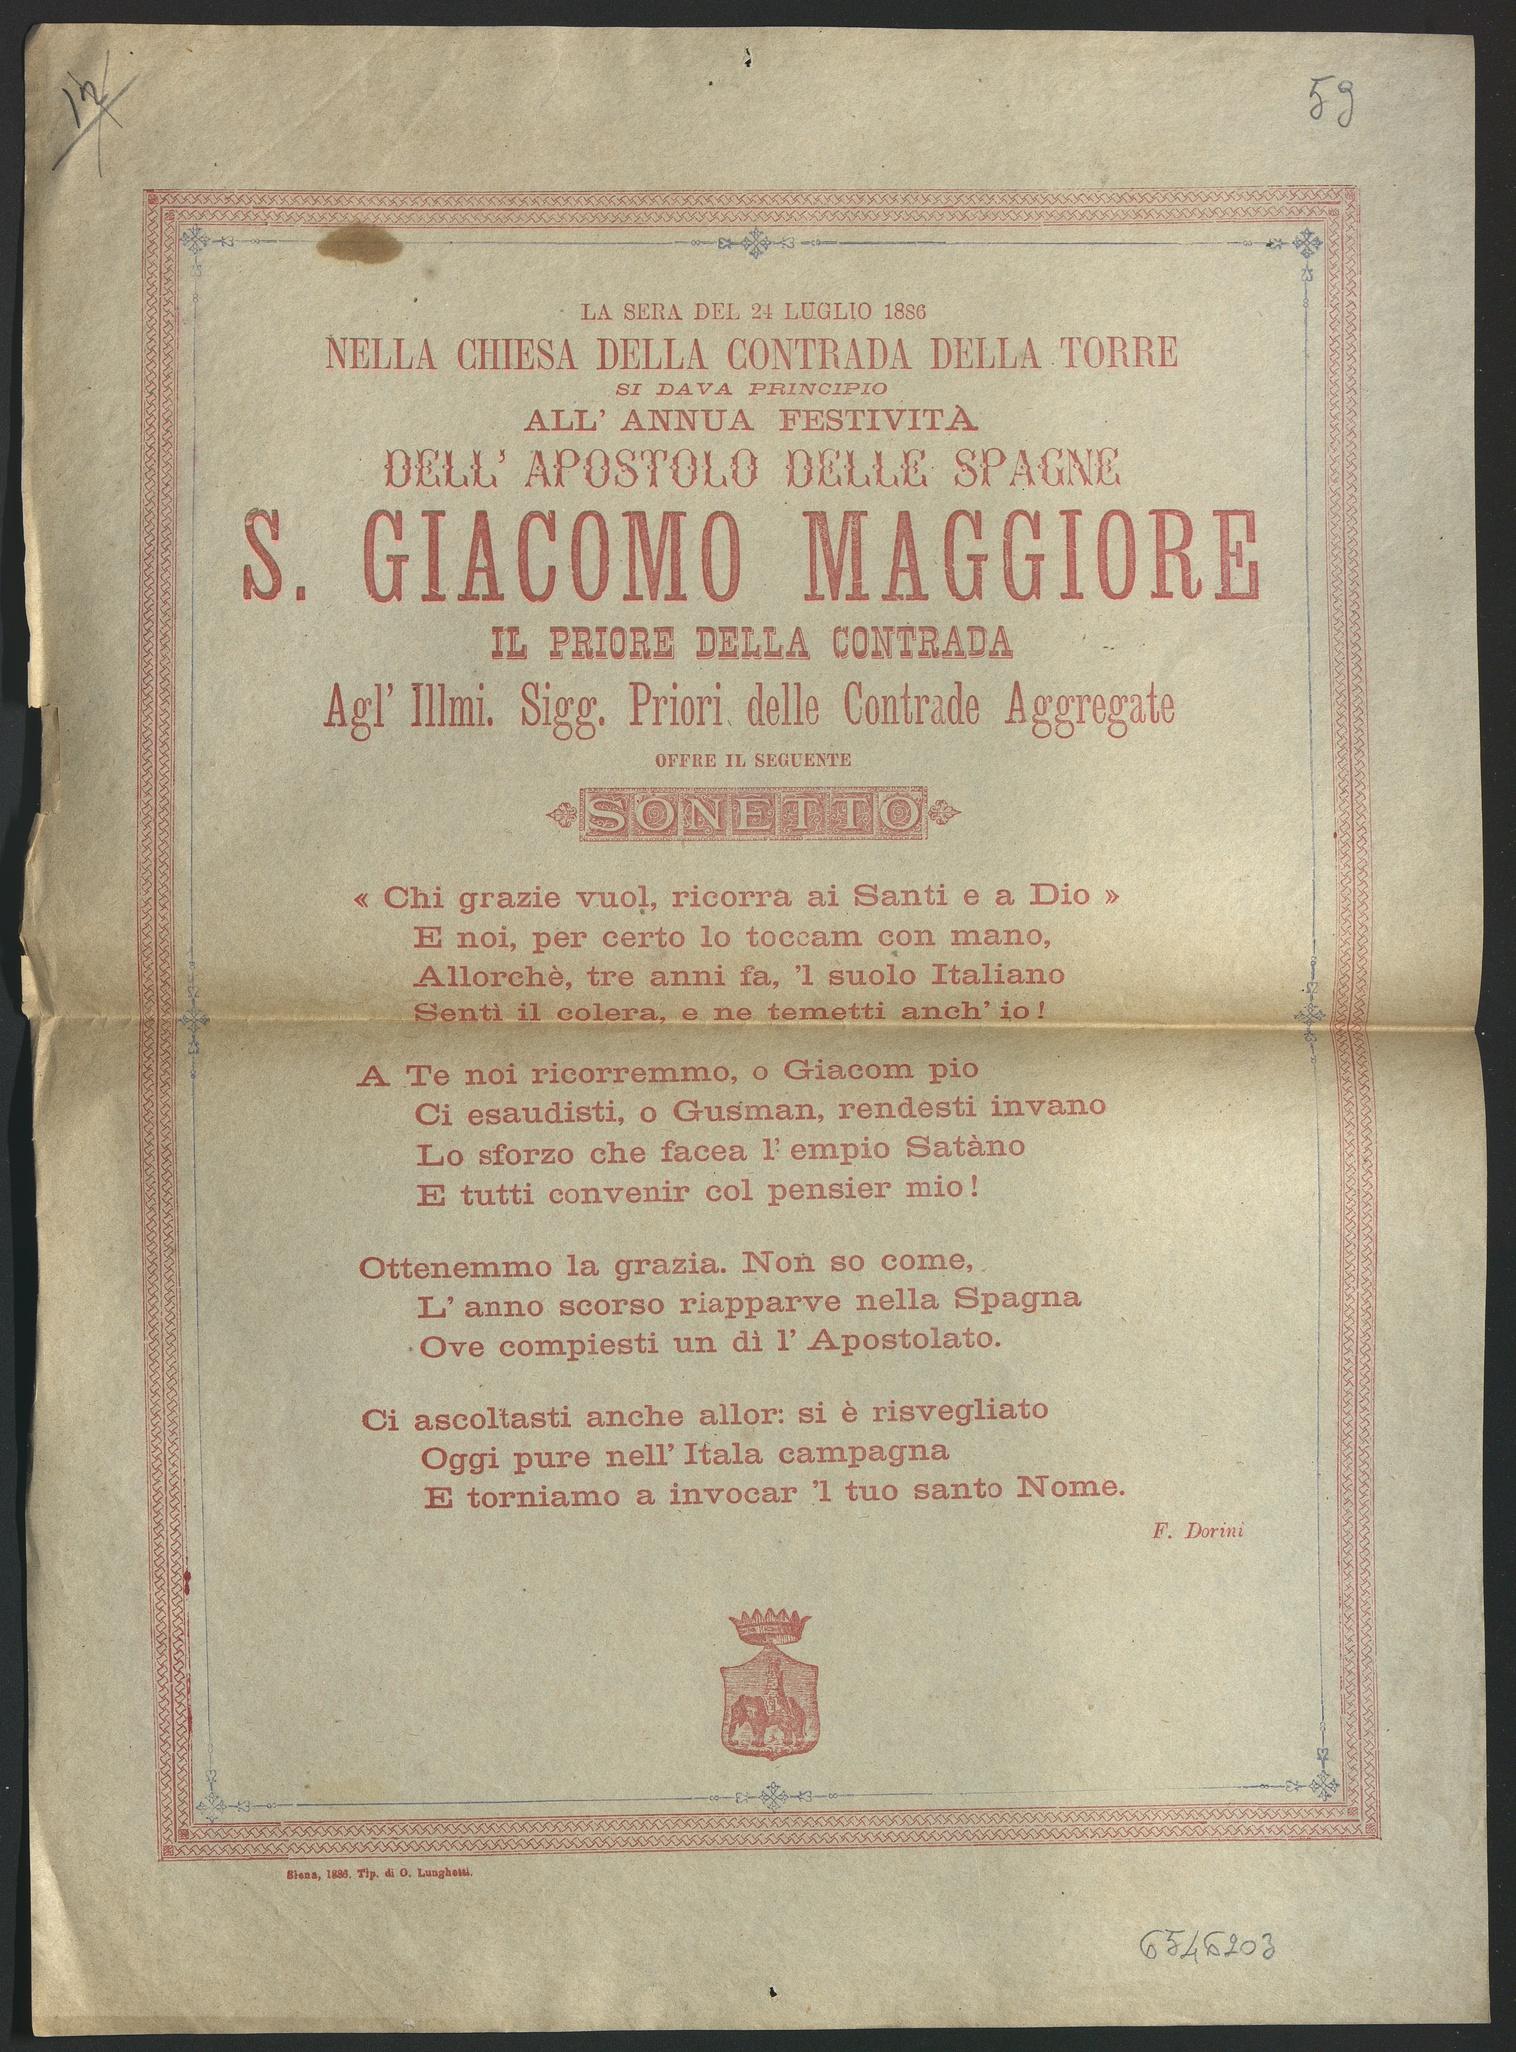 59
LA SERA DEL 24 LUGLIO 1886
NELLA CHIESA DELLA CONTRADA DELLA TORRE
SI DAVA PRINCIPIO
ALL' ANNUA FESTIVITÀ
DELL' APOSTOLO DELLE SPAGNE
S. GIACOMO MAGGIORE
IL PRIORE DELLA CONTRADA
Agl' Illmi. Sigg. Priori delle Contrade Aggregate
OFFRE IL SEGUENTE
SONETTO
« Chi grazie vuol, ricorra ai Santi e a Dio »
E noi, per certo lo toccam con mano,
Allorchè, tre anni fa, 'l suolo Italiano
Sentì il colera, e ne temetti anch' io!
A Te noi ricorremmo, o Giacom pio
Ci esaudisti, o Gusman, rendesti invano
Lo sforzo che facea l' empio Satàno
E tutti convenir col pensier mio!
Ottenemmo la grazia. Non so come,
L' anno scorso riapparve nella Spagna
Ove compiesti un dì l' Apostolato.
Ci ascoltasti anche allor: si è risvegliato
Oggi pure nell' Itala campagna
E torniamo a invocar 'l tuo santo Nome.
F. Dorini
Siena, 1886. Tip. di O. Lunghetti.
6546203